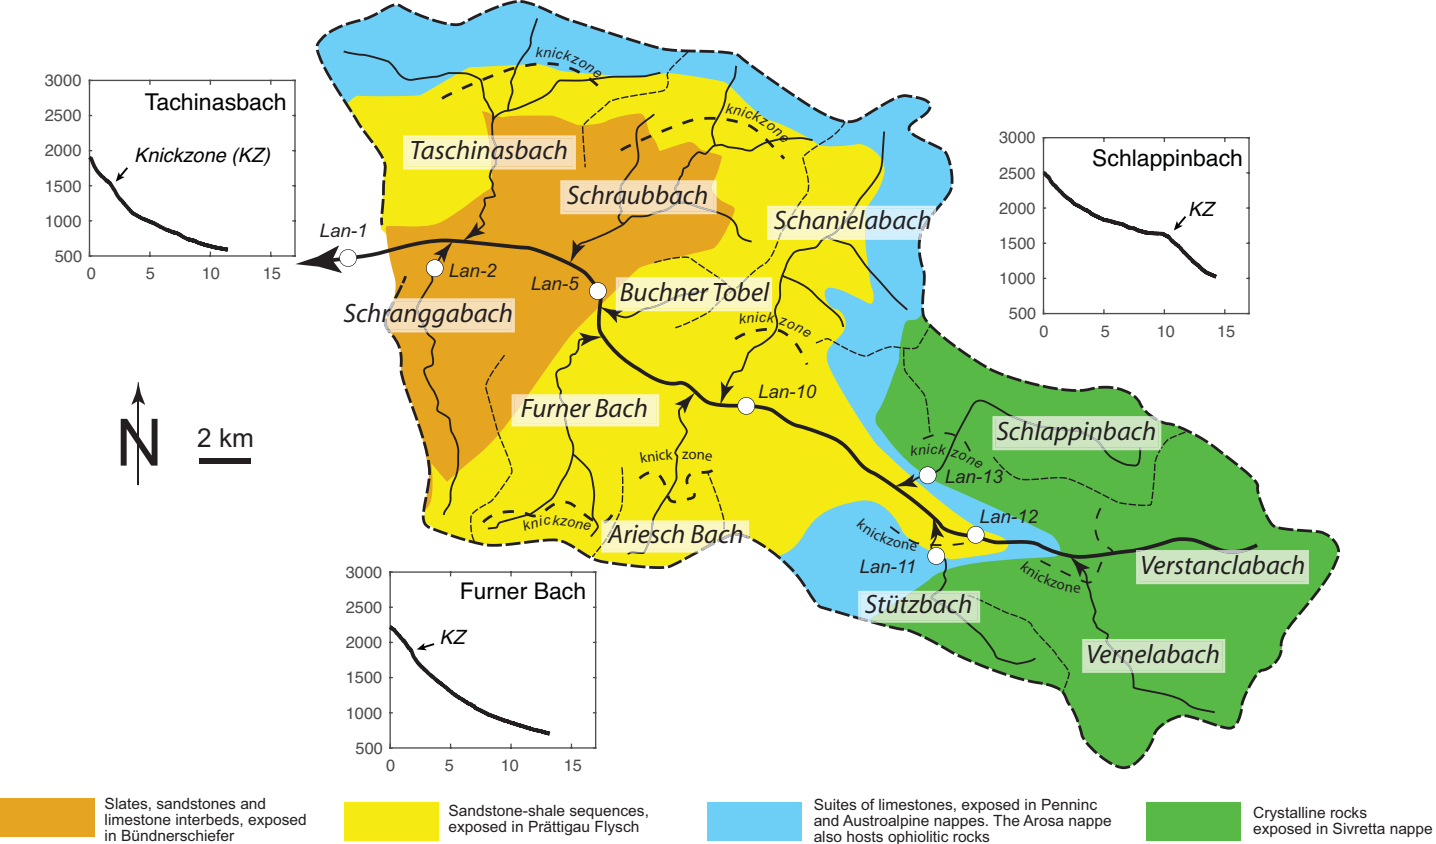 knickzone
3000
2500
2000
1500
1000
500
0
5
10
15
Tachinasbach
Knickzone (KZ)
knickzone
Taschinasbach
Schraubbach
Schanielabach
3000
2500
2000
1500
1000
500
0
5
10
15
Schlappinbach
KZ
Lan-1
Lan-2
Lan-5
Buchner Tobel
Schranggabach
knick zone
N
2 km
Furner Bach
Lan-10
Schlappinbach
knick zone
knick zone
Lan-13
Lan-12
knickzone
Ariesch Bach
knickzone
Lan-11
knickzone
Verstanclabach
Stützbach
Vernelabach
3000
2500
2000
1500
1000
500
0
5
10
15
Furner Bach
KZ
Slates, sandstones and
limestone interbeds, exposed
in Bündnerschiefer
Sandstone-shale sequences,
exposed in Prättigau Flysch
Suites of limestones, exposed in Penninc
and Austroalpine nappes. The Arosa nappe
also hosts ophiolitic rocks
Crystalline rocks
exposed in Sivretta nappe